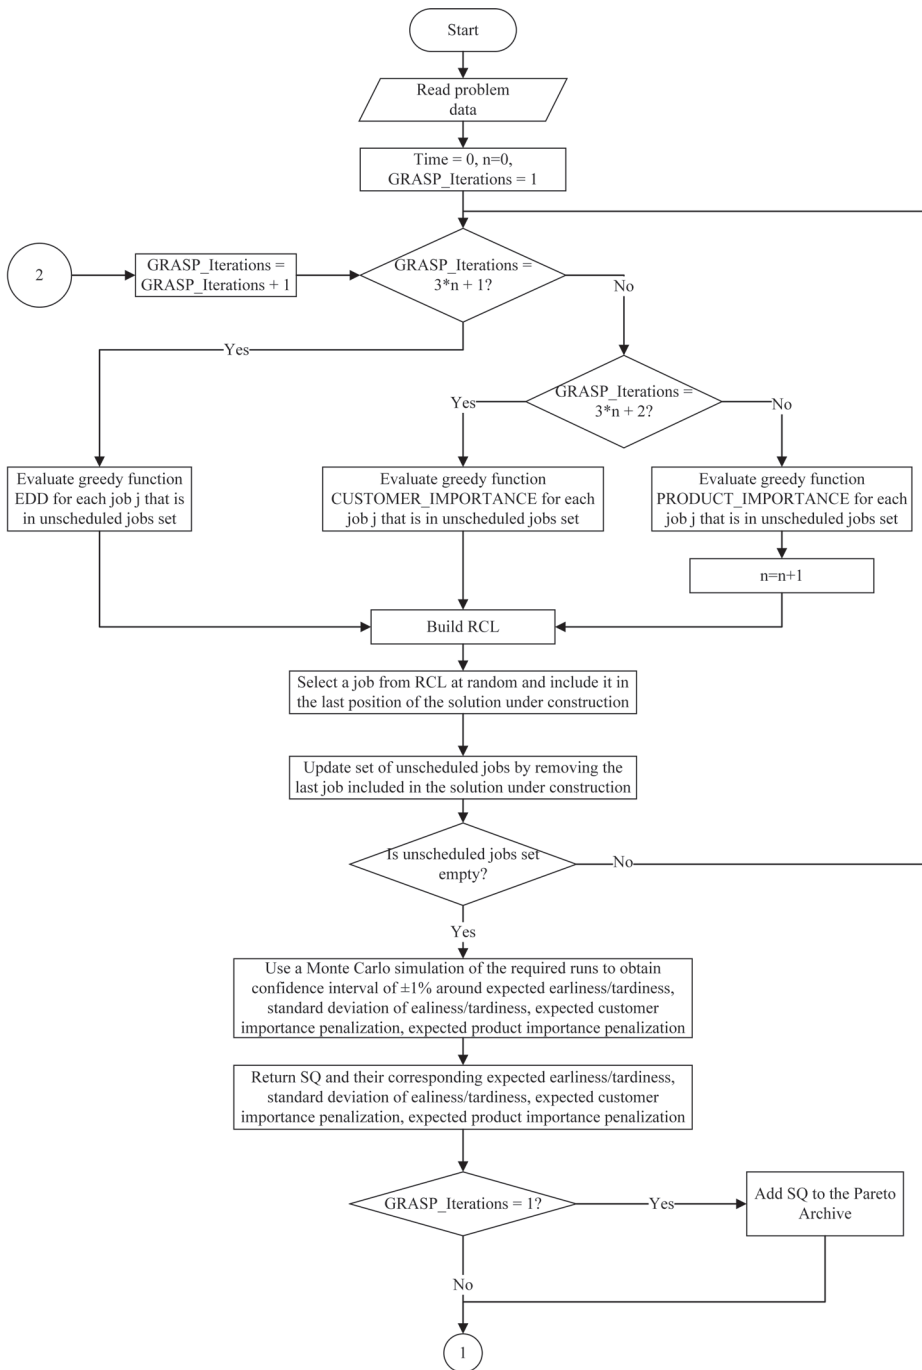 Start
Read problem
data
Time = 0, n=0,
GRASP_Iterations = 1
2
GRASP_Iterations =
GRASP_Iterations + 1
GRASP_Iterations =
3*n + 1?
No
Yes
GRASP_Iterations =
3*n + 2?
Yes
No
Evaluate greedy function
EDD for each job j that is
in unscheduled jobs set
Evaluate greedy function
CUSTOMER_IMPORTANCE for each
job j that is in unscheduled jobs set
Evaluate greedy function
PRODUCT_IMPORTANCE for each
job j that is in unscheduled jobs set
n=n+1
Build RCL
Select a job from RCL at random and include it in
the last position of the solution under construction
Update set of unscheduled jobs by removing the
last job included in the solution under construction
Is unscheduled jobs set
empty?
No
Yes
Use a Monte Carlo simulation of the required runs to obtain
confidence interval of ±1% around expected earliness/tardiness,
standard deviation of ealiness/tardiness, expected customer
importance penalization, expected product importance penalization
Return SQ and their corresponding expected earliness/tardiness,
standard deviation of ealiness/tardiness, expected customer
importance penalization, expected product importance penalization
GRASP_Iterations = 1?
Yes
Add SQ to the Pareto
Archive
No
1